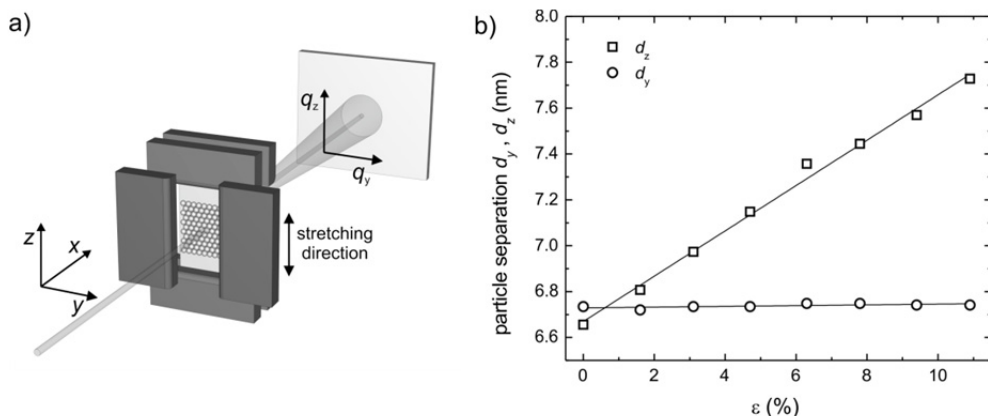 a)
q_z
q_y
z
x
y
stretching
direction
b)
particle separation d_y , d_z (nm)
8.0
7.8
7.6
7.4
7.2
7.0
6.8
6.6
d_z
d_y
0 2 4 6 8 10
ε (%)